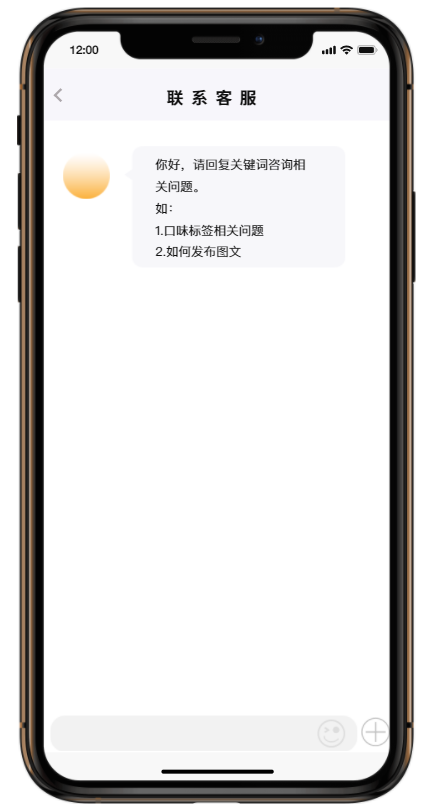 12:00
联系客服
你好，请回复关键词咨询相
关问题。
如：
1.口味标签相关问题
2.如何发布图文